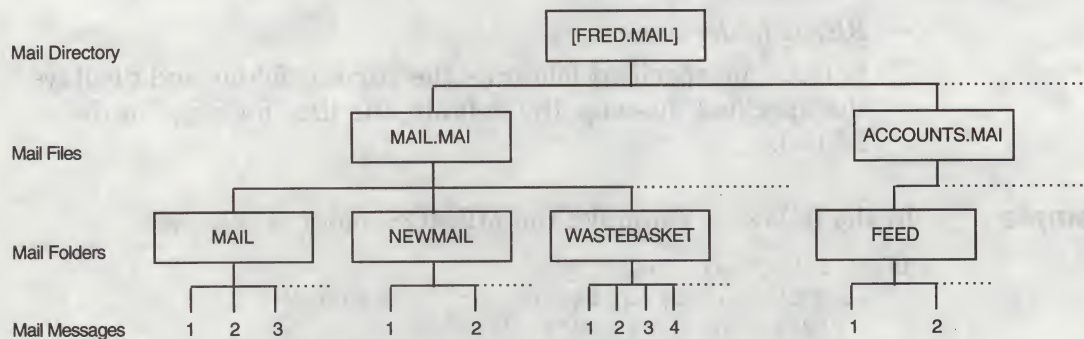 Mail Directory
[FRED.MAIL]
Mail Files
MAIL.MAI
ACCOUNTS.MAI
Mail Folders
MAIL
NEWMAIL
WASTEBASKET
FEED
Mail Messages
1 2 3
1 2
1 2 3 4
1 2